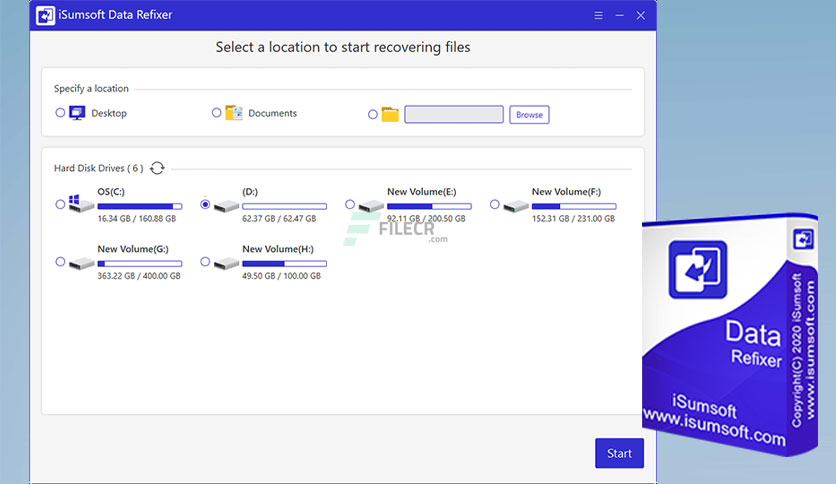 iSumsoft Data Refixer
Select a location to start recovering files
Specify a location
Desktop
Documents
Browse
Hard Disk Drives ( 6 )
OS(C:)
16.34 GB / 160.88 GB
(D:)
62.37 GB / 62.47 GB
New Volume(E:)
92.11 GB / 200.50 GB
New Volume(F:)
152.31 GB / 231.00 GB
FILECR
.com
New Volume(G:)
363.22 GB / 400.00 GB
New Volume(H:)
49.50 GB / 100.00 GB
Start
Data
Refixer
iSumsoft
www.isumsoft.com
Copyright(C) 2020 iSumsoft
www.isumsoft.com